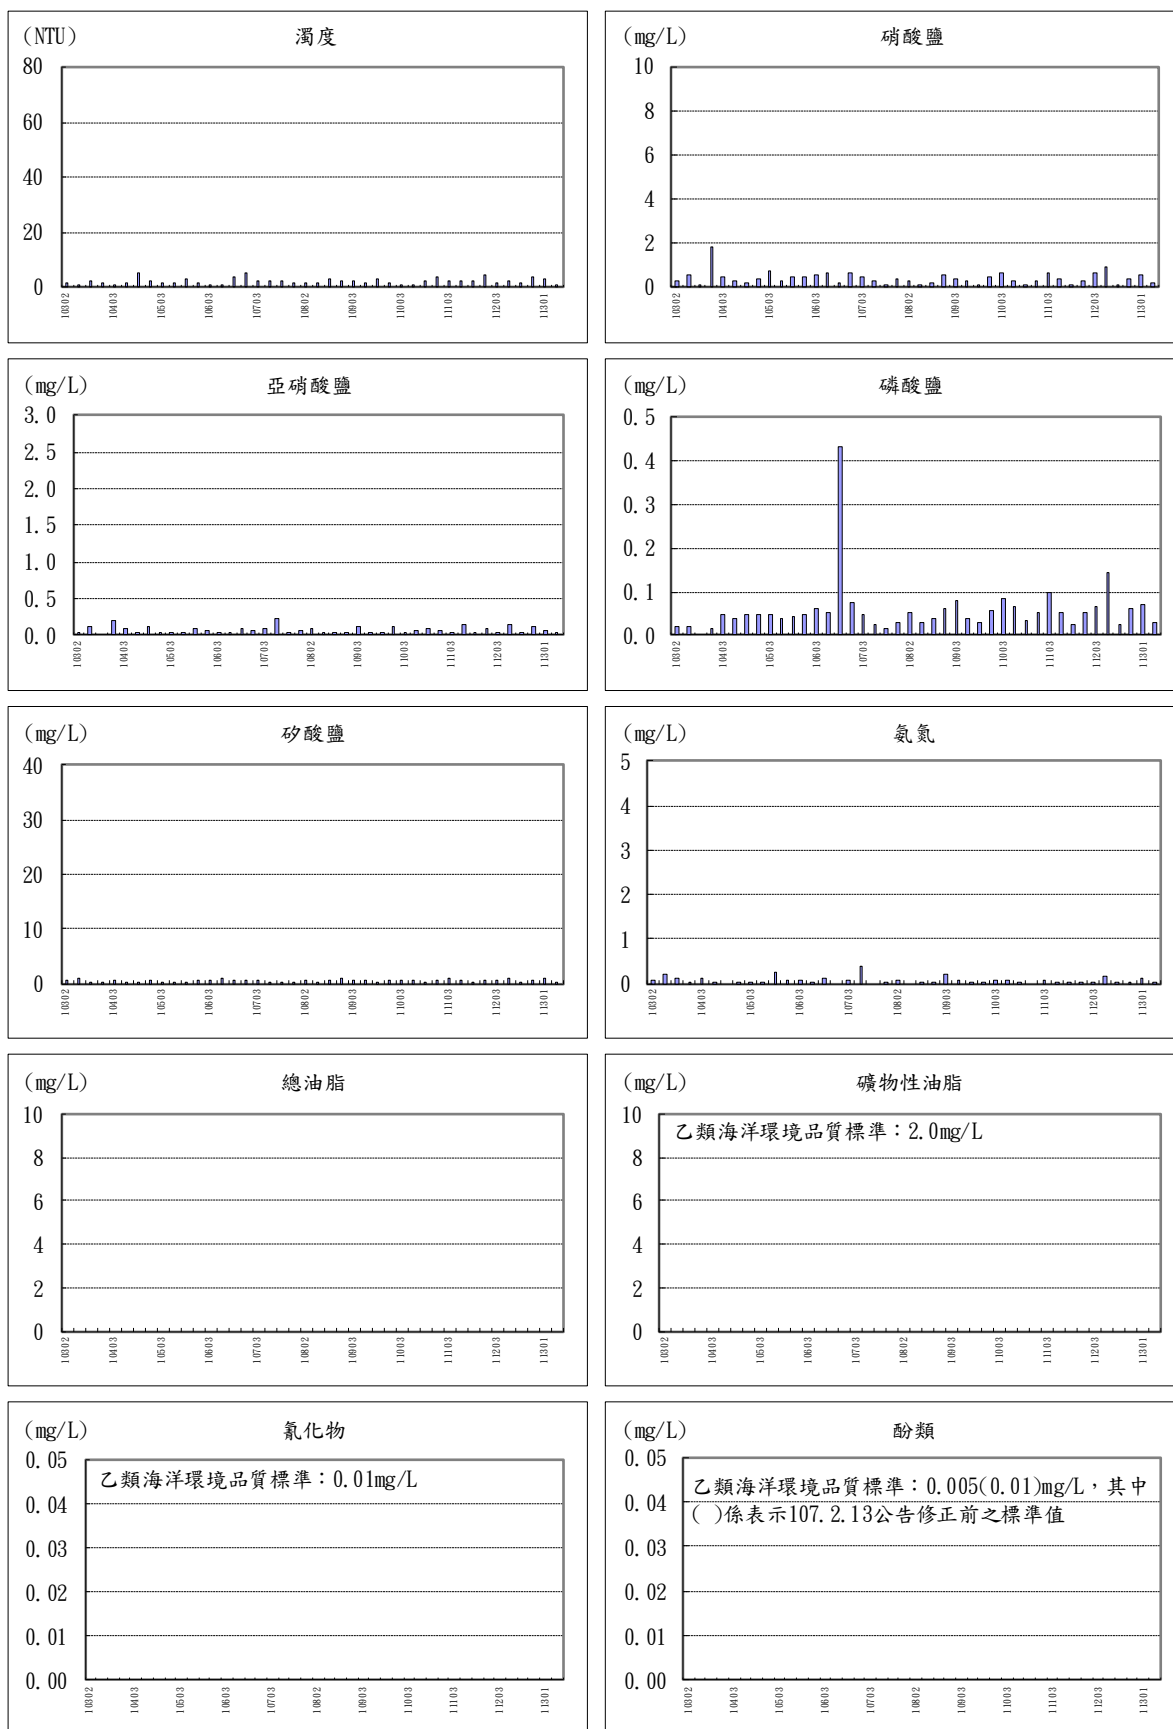 (NTU) 濁度
80
60
40
20
0
10302 10403 10503 10603 10703 10802 10903 11003 11103 11203 11301
(mg/L) 硝酸鹽
10
8
6
4
2
0
10302 10403 10503 10603 10703 10802 10903 11003 11103 11203 11301
(mg/L) 亞硝酸鹽
3.0
2.5
2.0
1.5
1.0
0.5
0.0
10302 10403 10503 10603 10703 10802 10903 11003 11103 11203 11301
(mg/L) 磷酸鹽
0.5
0.4
0.3
0.2
0.1
0.0
10302 10403 10503 10603 10703 10802 10903 11003 11103 11203 11301
(mg/L) 矽酸鹽
40
30
20
10
0
10302 10403 10503 10603 10703 10802 10903 11003 11103 11203 11301
(mg/L) 氨氮
5
4
3
2
1
0
10302 10403 10503 10603 10703 10802 10903 11003 11103 11203 11301
(mg/L) 總油脂
10
8
6
4
2
0
10302 10403 10503 10603 10703 10802 10903 11003 11103 11203 11301
(mg/L) 礦物性油脂
乙類海洋環境品質標準：2.0mg/L
10
8
6
4
2
0
10302 10403 10503 10603 10703 10802 10903 11003 11103 11203 11301
(mg/L) 氰化物
乙類海洋環境品質標準：0.01mg/L
0.05
0.04
0.03
0.02
0.01
0.00
10302 10403 10503 10603 10703 10802 10903 11003 11103 11203 11301
(mg/L) 酚類
乙類海洋環境品質標準：0.005(0.01)mg/L，其中
( )係表示107.2.13公告修正前之標準值
0.05
0.04
0.03
0.02
0.01
0.00
10302 10403 10503 10603 10703 10802 10903 11003 11103 11203 11301